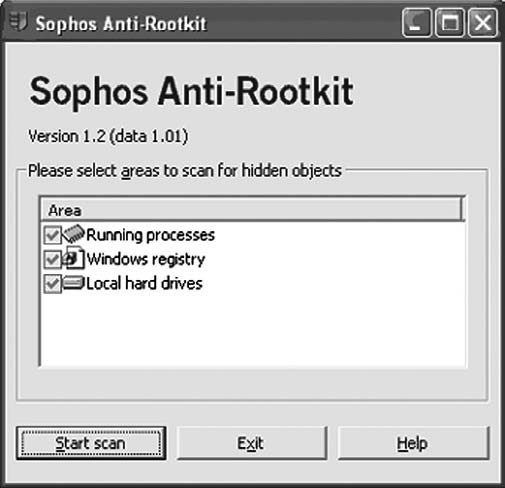 Sophos Anti-Rootkit
Sophos Anti-Rootkit
Version 1.2 (data 1.01)
Please select areas to scan for hidden objects
Area
Running processes
Windows registry
Local hard drives
Start scan
Exit
Help